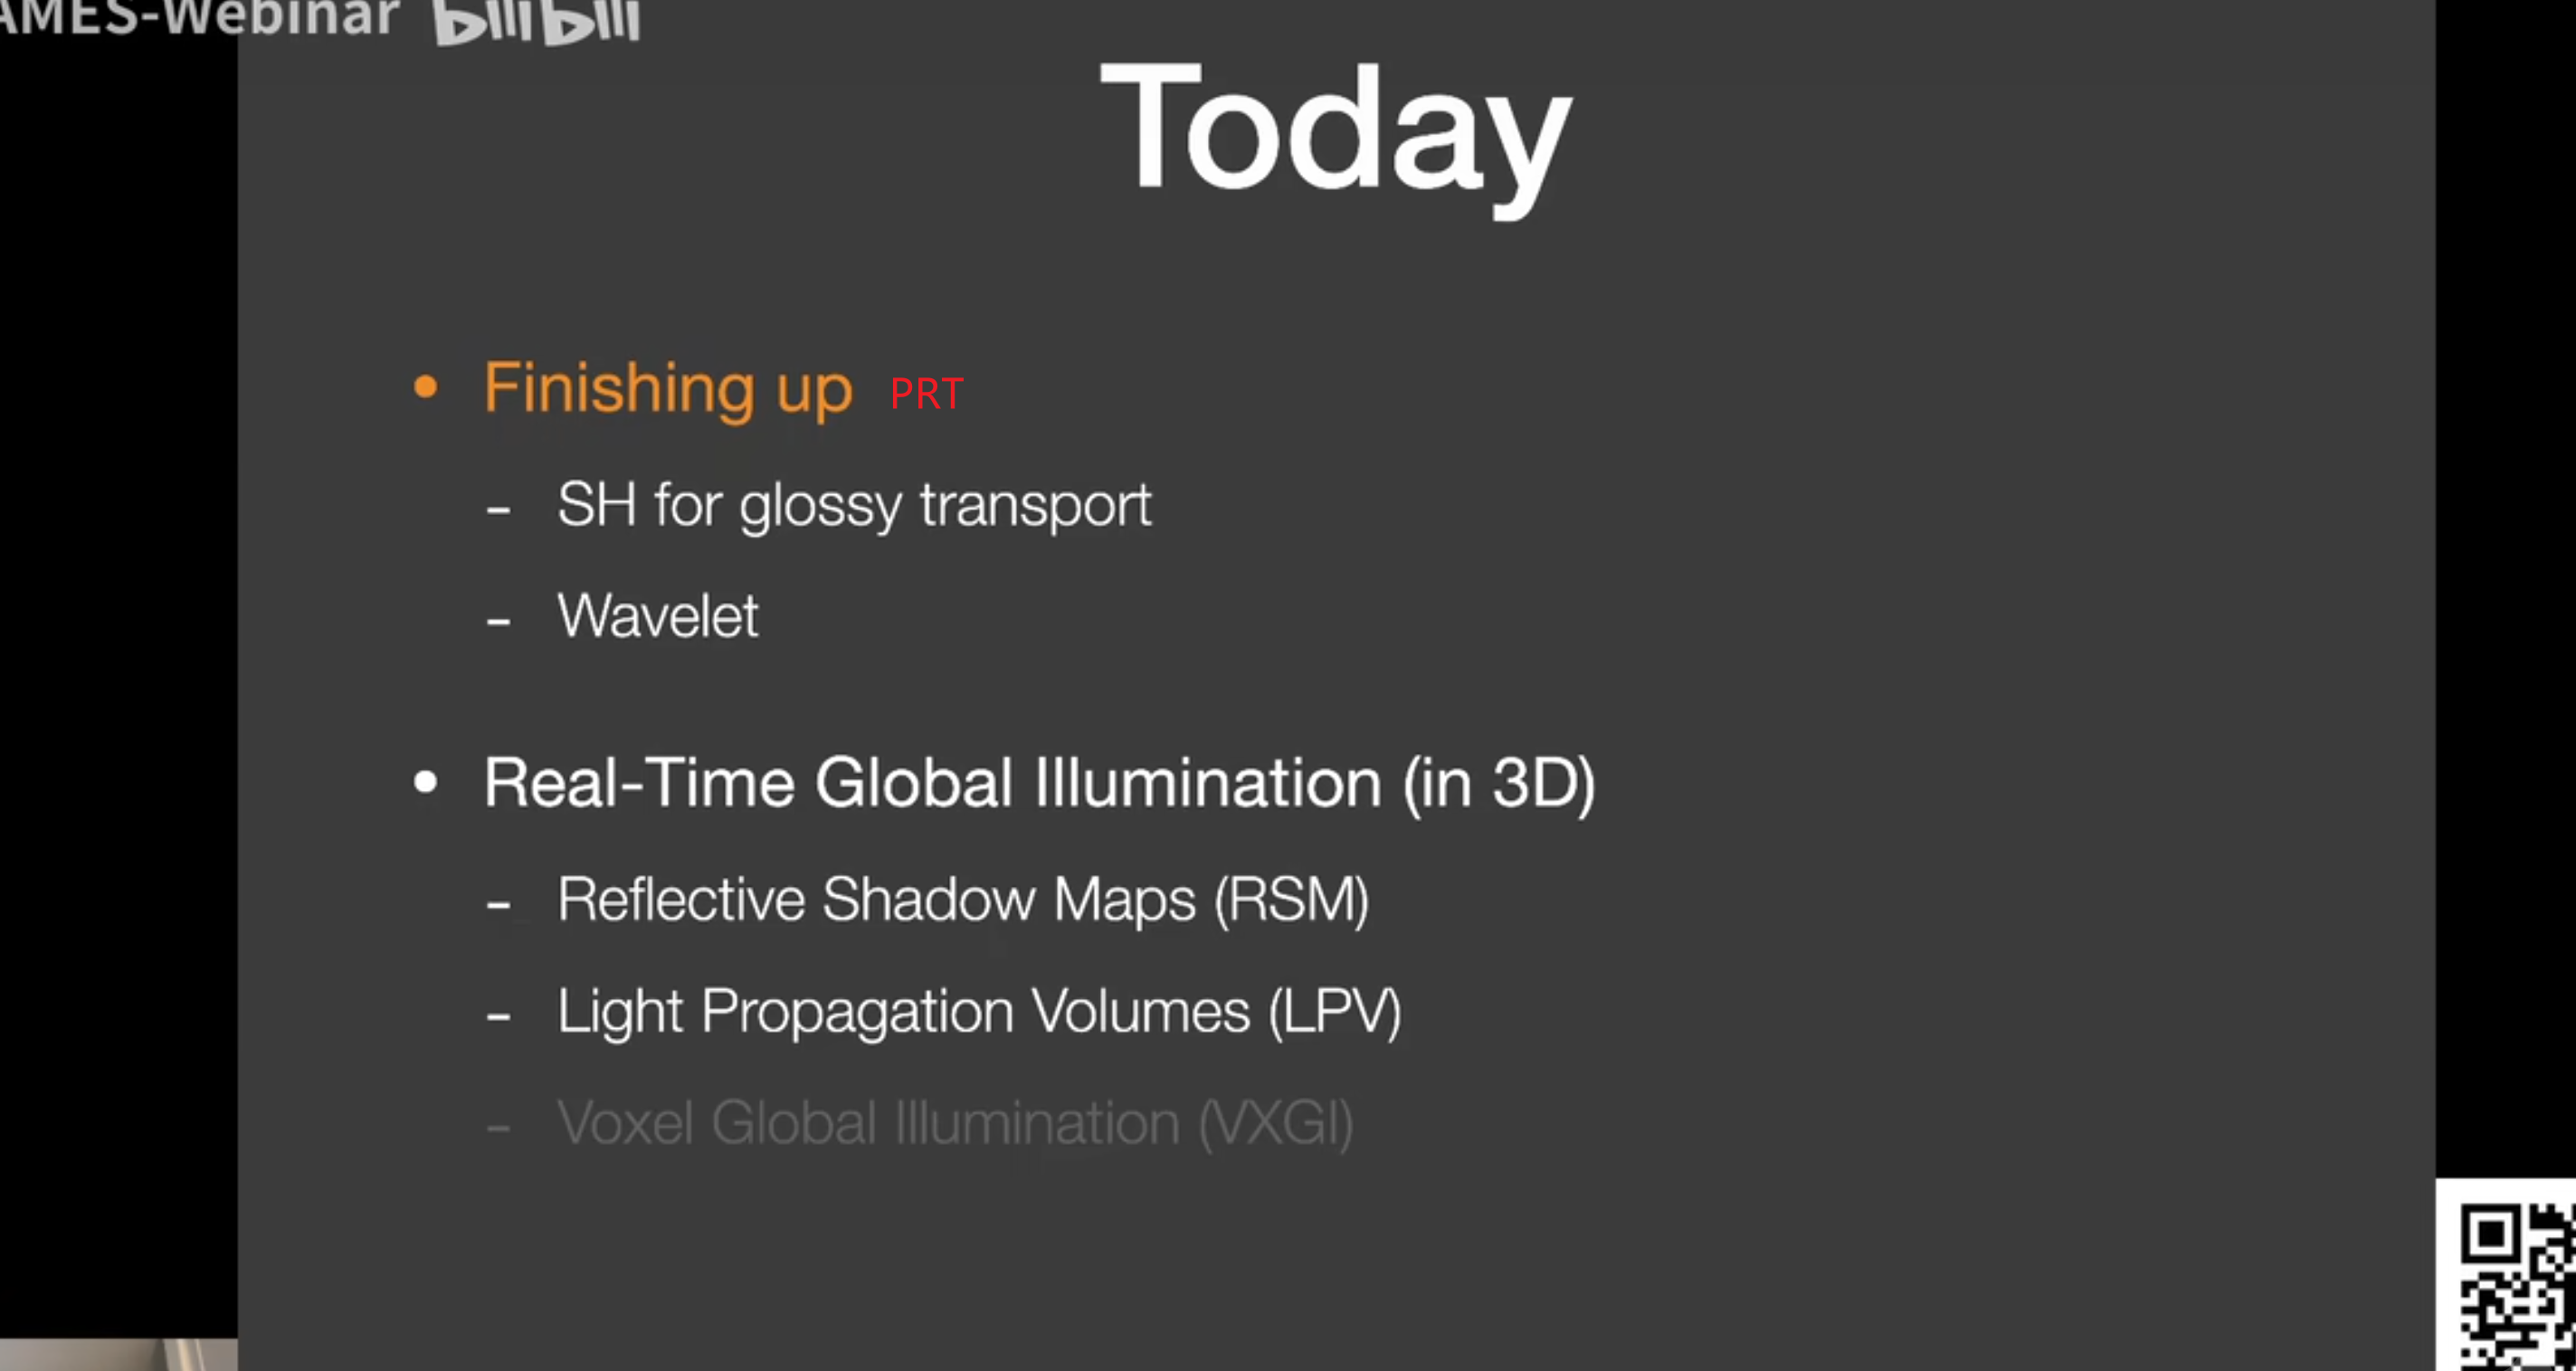 AMES-Webinar bilibili
Today
• Finishing up PRT
- SH for glossy transport
- Wavelet
• Real-Time Global Illumination (in 3D)
- Reflective Shadow Maps (RSM)
- Light Propagation Volumes (LPV)
- Voxel Global Illumination (VXGI)